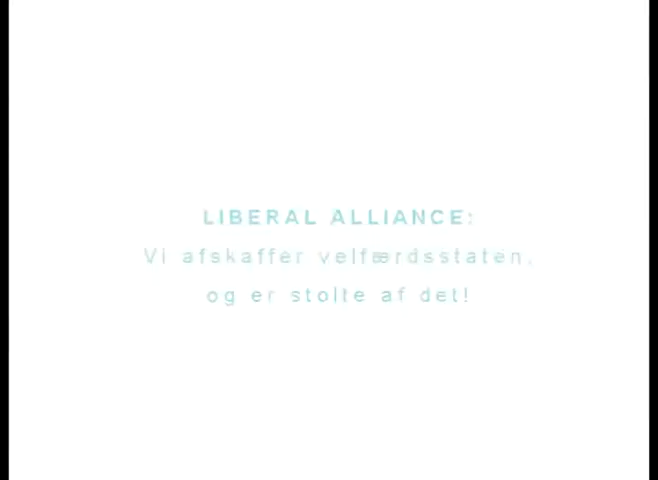 LIBERAL ALLIANCE:
Vi afskaffer velfærdsstaten,
og er stolte af det!